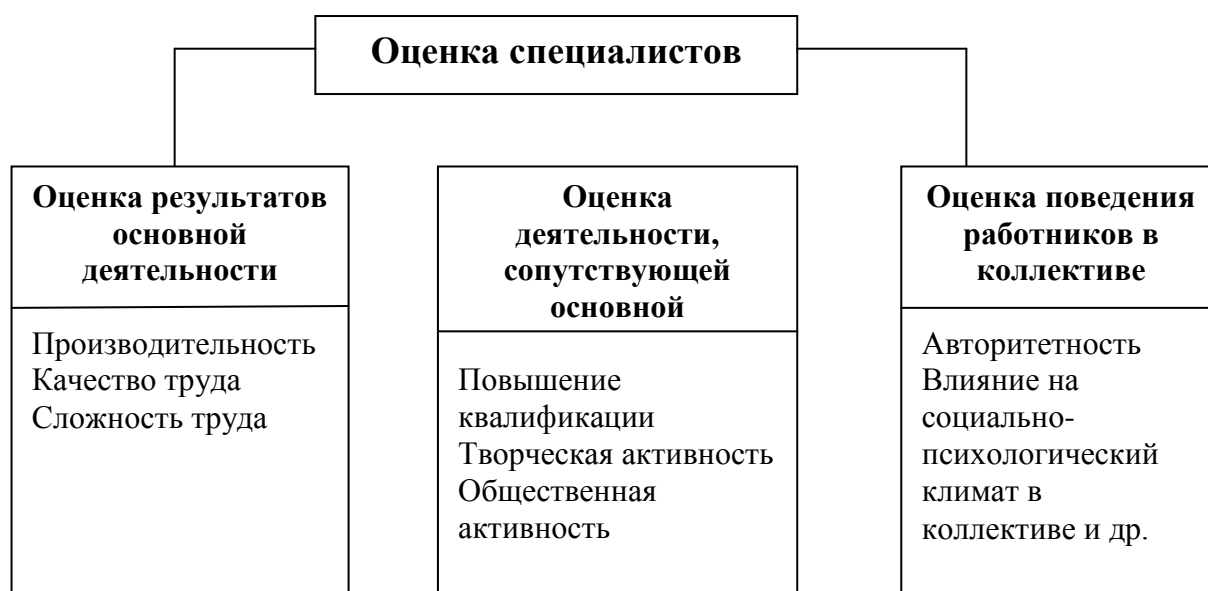 Оценка специалистов
Оценка результатов
основной
деятельности
Производительность
Качество труда
Сложность труда
Оценка
деятельности,
сопутствующей
основной
Повышение
квалификации
Творческая активность
Общественная
активность
Оценка поведения
работников в
коллективе
Авторитетность
Влияние на
социально-
психологический
климат в
коллективе и др.